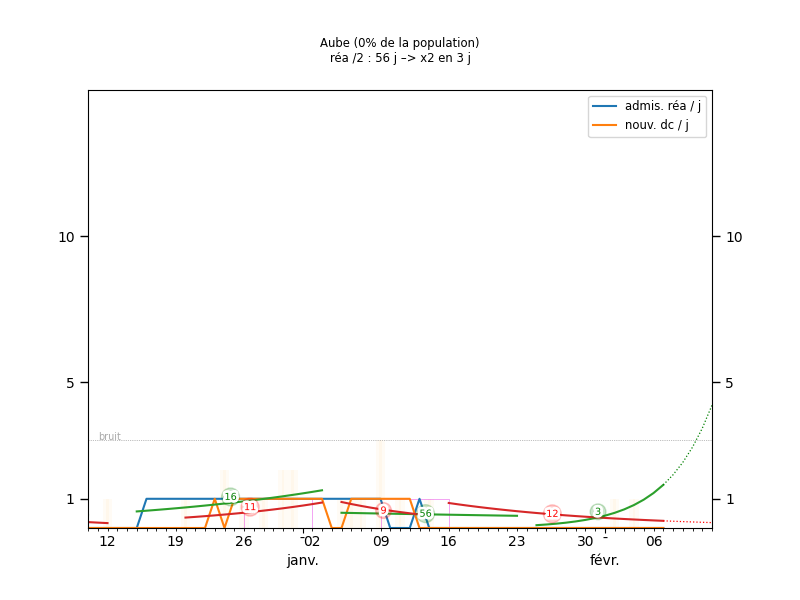 Aube (0% de la population)
réa /2 : 56 j –> x2 en 3 j
admis. réa / j
nouv. dc / j
10 10
5 5
bruit
1 1
16 11 9 56 12 3
12 19 26 02 09 16 23 30 06
janv. févr.